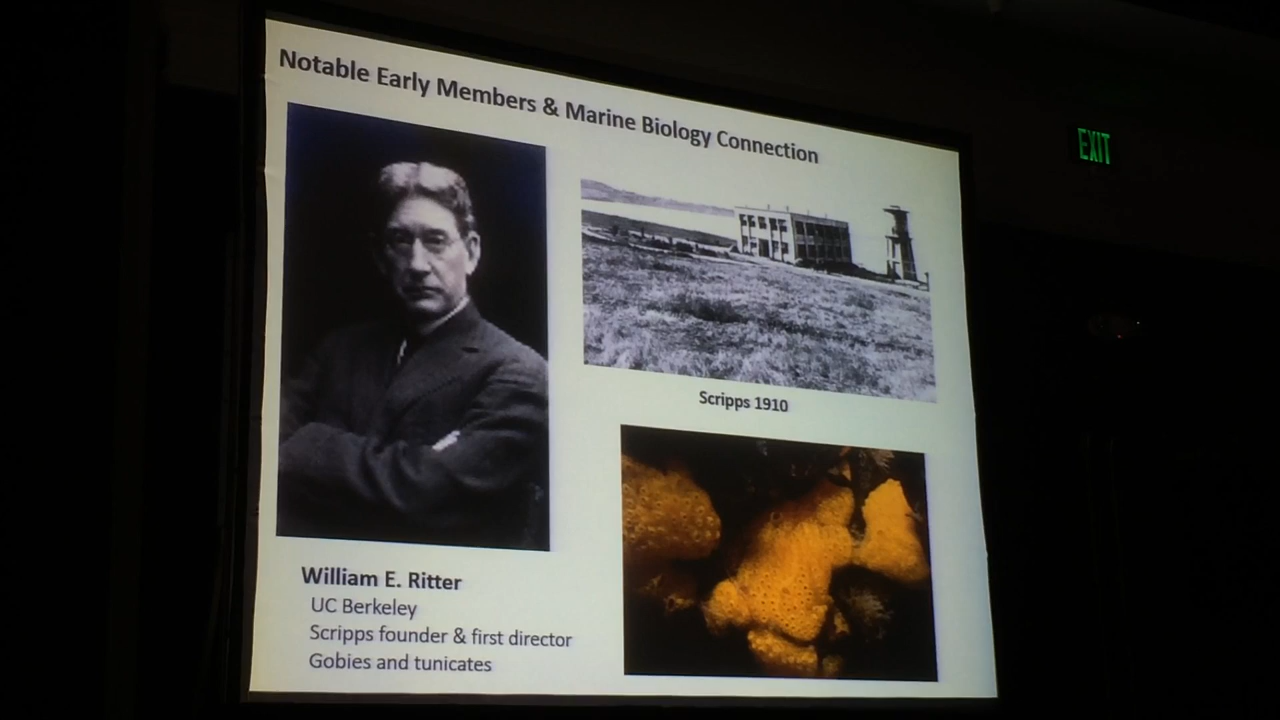 Notable Early Members & Marine Biology Connection
EXIT
Scripps 1910
William E. Ritter
UC Berkeley
Scripps founder & first director
Gobies and tunicates